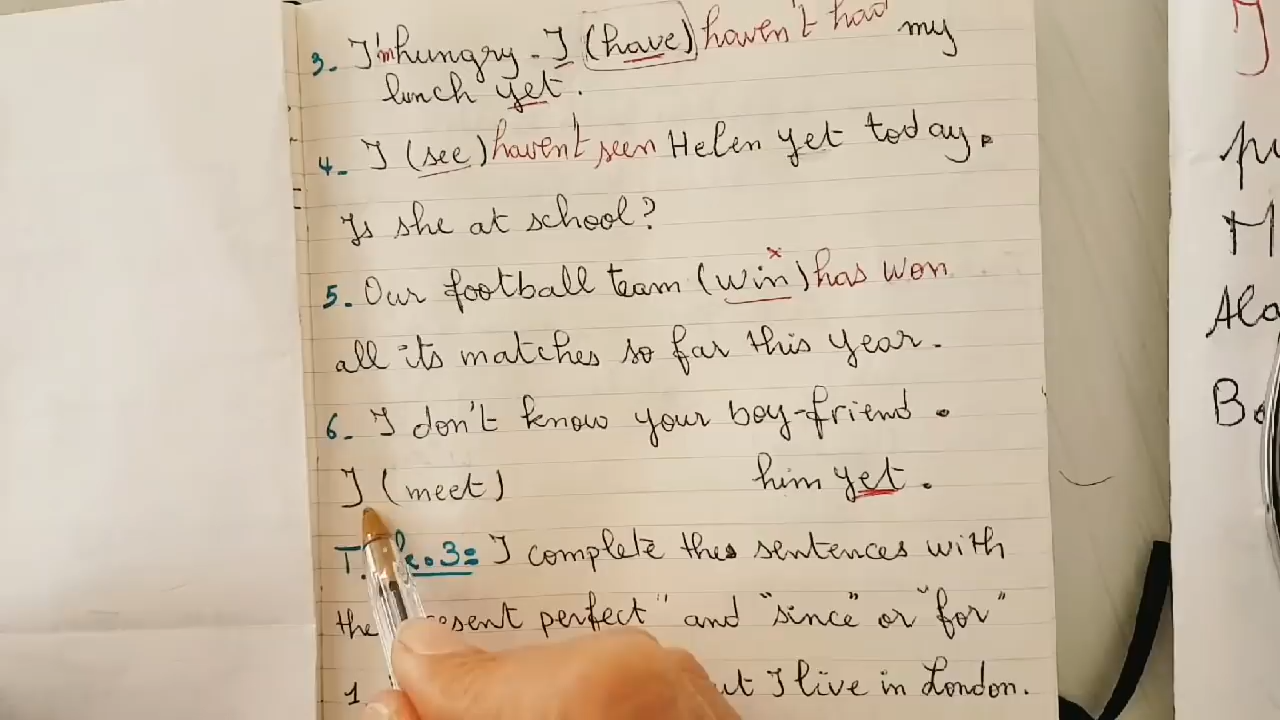 3. I'm hungry. I (have) haven't had my
lunch yet.
4. I (see) haven't seen Helen yet today.
Is she at school?
5. Our football team (win) has won
all its matches so far this year.
6. I don't know your boy-friend.
I (meet) him yet.
3: I complete the sentences with
the perfect" and "since" or "for"
1. I live in London.